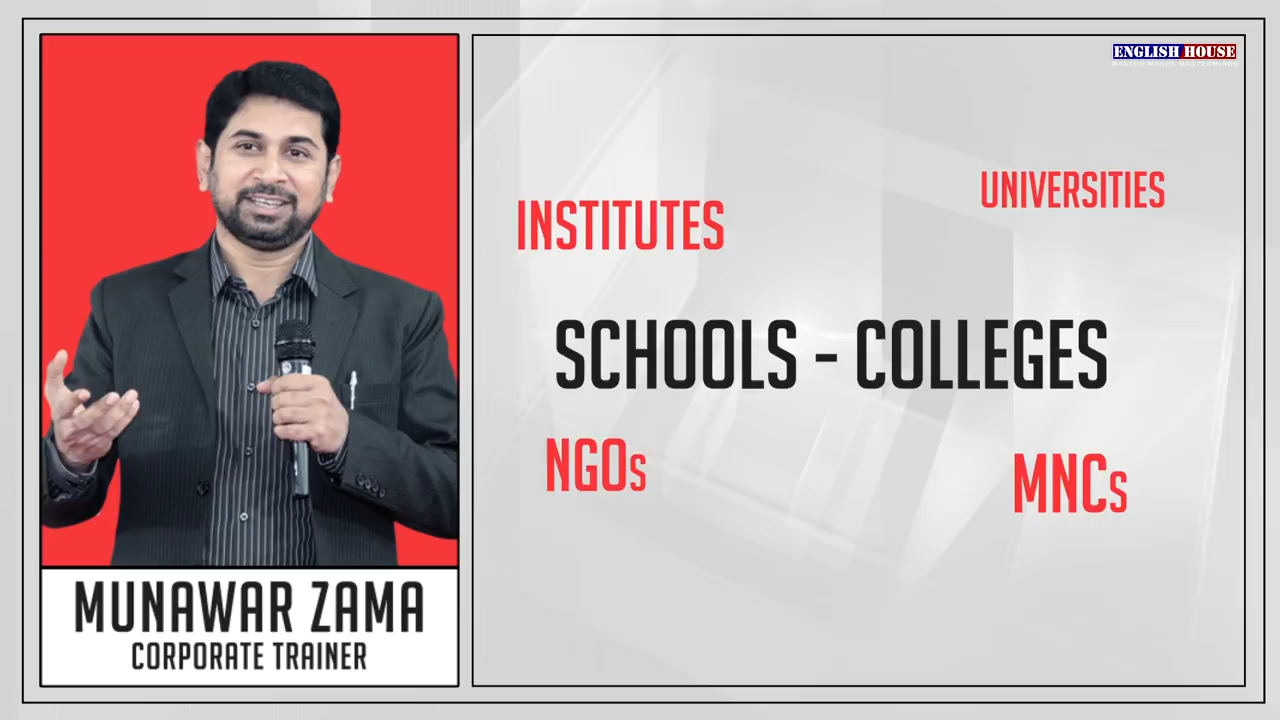 ENGLISH HOUSE
UNIVERSITIES
INSTITUTES
SCHOOLS - COLLEGES
NGOs
MNCs
MUNAWAR ZAMA
CORPORATE TRAINER